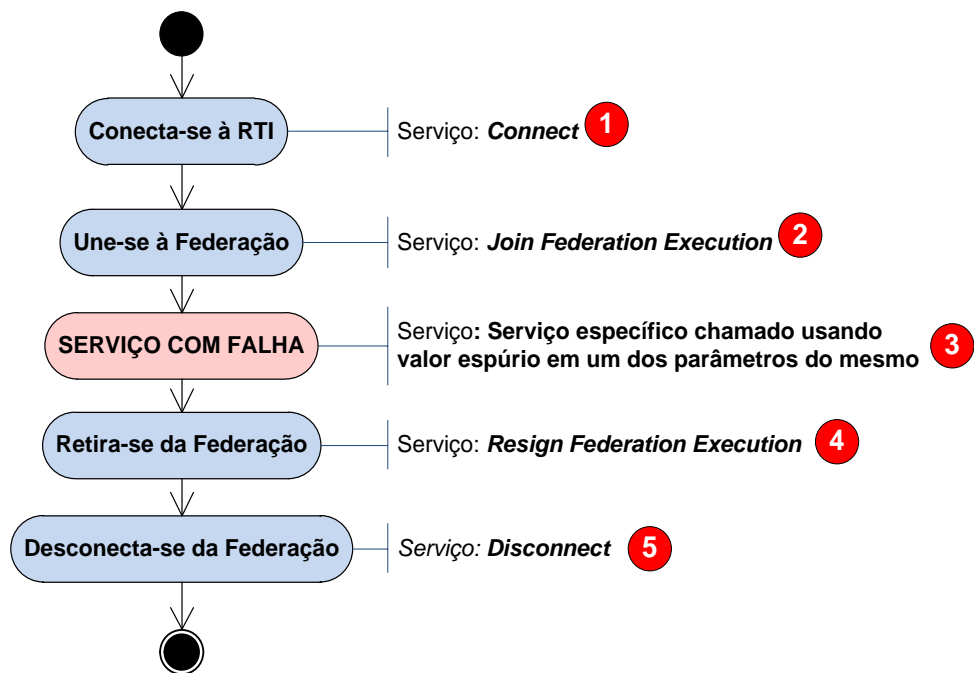 Conecta-se à RTI
Serviço: Connect
1
Une-se à Federação
Serviço: Join Federation Execution
2
SERVIÇO COM FALHA
Serviço: Serviço específico chamado usando
valor espúrio em um dos parâmetros do mesmo
3
Retira-se da Federação
Serviço: Resign Federation Execution
4
Desconecta-se da Federação
Serviço: Disconnect
5